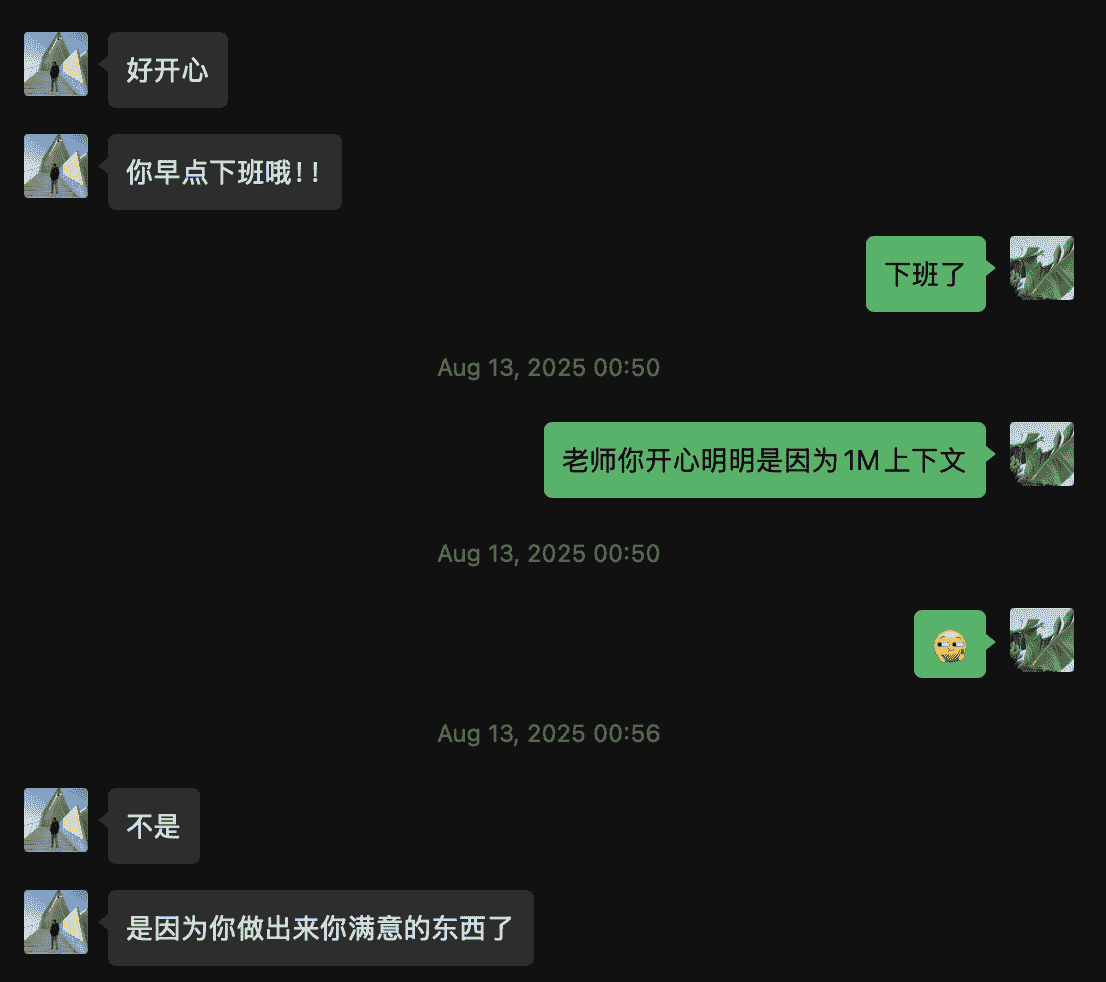 好开心
你早点下班哦!!
下班了
Aug 13, 2025 00:50
老师你开心明明是因为1M上下文
Aug 13, 2025 00:50
Aug 13, 2025 00:56
不是
是因为你做出来你满意的东西了